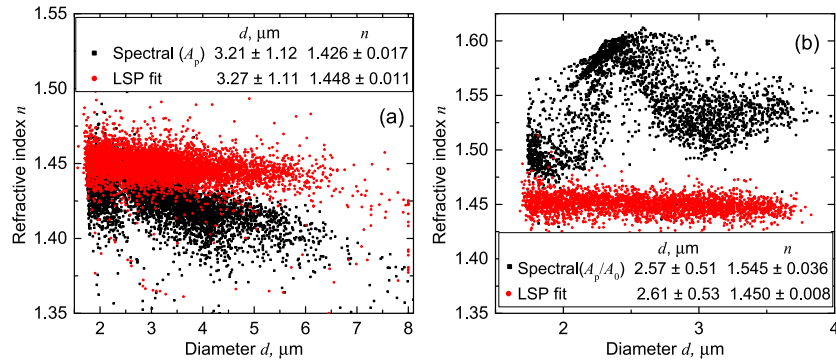 d, μm n
Spectral (Ap) 3.21 ± 1.12 1.426 ± 0.017
LSP fit 3.27 ± 1.11 1.448 ± 0.011
(a)
1.55
1.50
1.45
1.40
1.35
Refractive index n
2 3 4 5 6 7 8
Diameter d, μm
(b)
1.60
1.55
1.50
1.45
1.40
1.35
Refractive index n
d, μm n
Spectral(Ap/A0) 2.57 ± 0.51 1.545 ± 0.036
LSP fit 2.61 ± 0.53 1.450 ± 0.008
2 3 4
Diameter d, μm